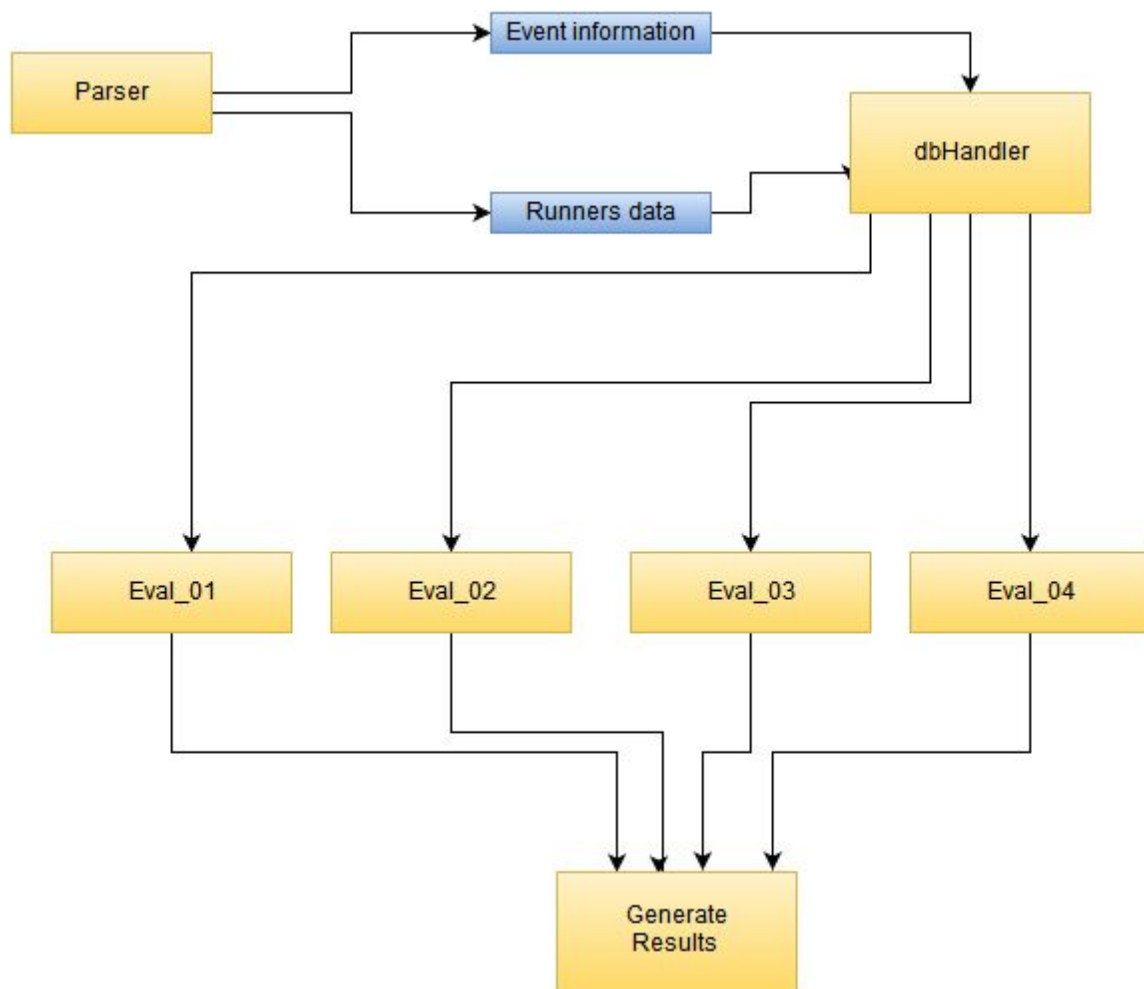 Event information
Parser
dbHandler
Runners data
Eval_01
Eval_02
Eval_03
Eval_04
Generate
Results